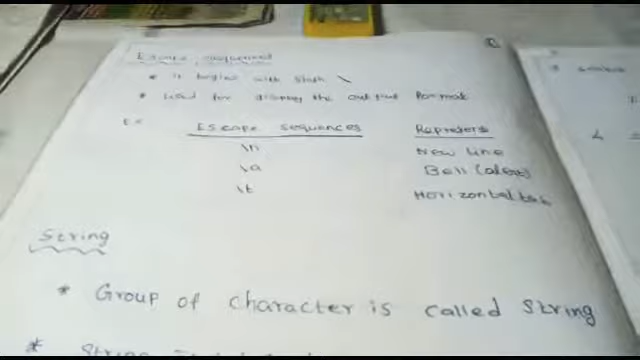 Escape sequences
* It begins with slash \
* Used for display the output format
Ex
Escape sequences Represents
\n New line
\a Bell (alert)
\t Horizontal tab
String
* Group of character is called string
* String